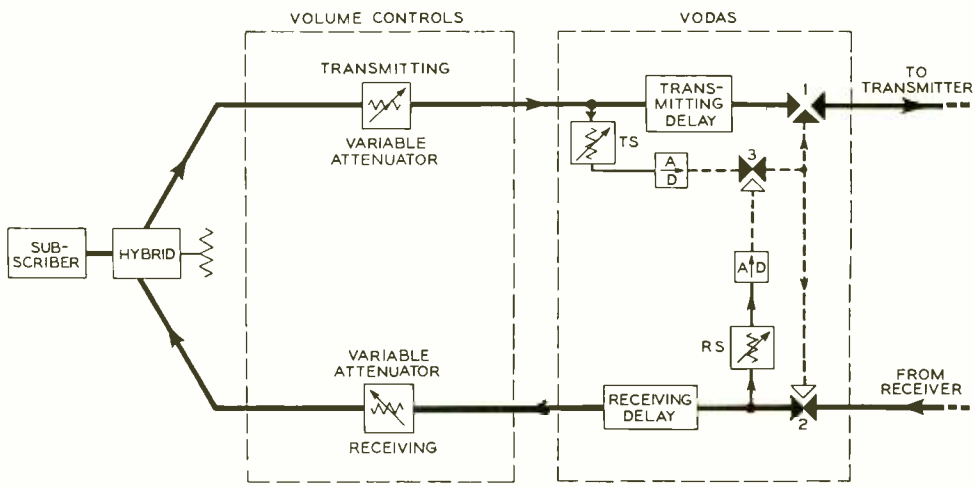 VOLUME CONTROLS
VODAS
TRANSMITTING
VARIABLE
ATTENUATOR
TRANS-
MITTING
DELAY
1
TO
TRANSMITTER
TS
A
D
3
SUB-
SCRIBER
HYBRID
A D
RS
VARIABLE
ATTENUATOR
RECEIVING
RECEIVING
DELAY
2
FROM
RECEIVER